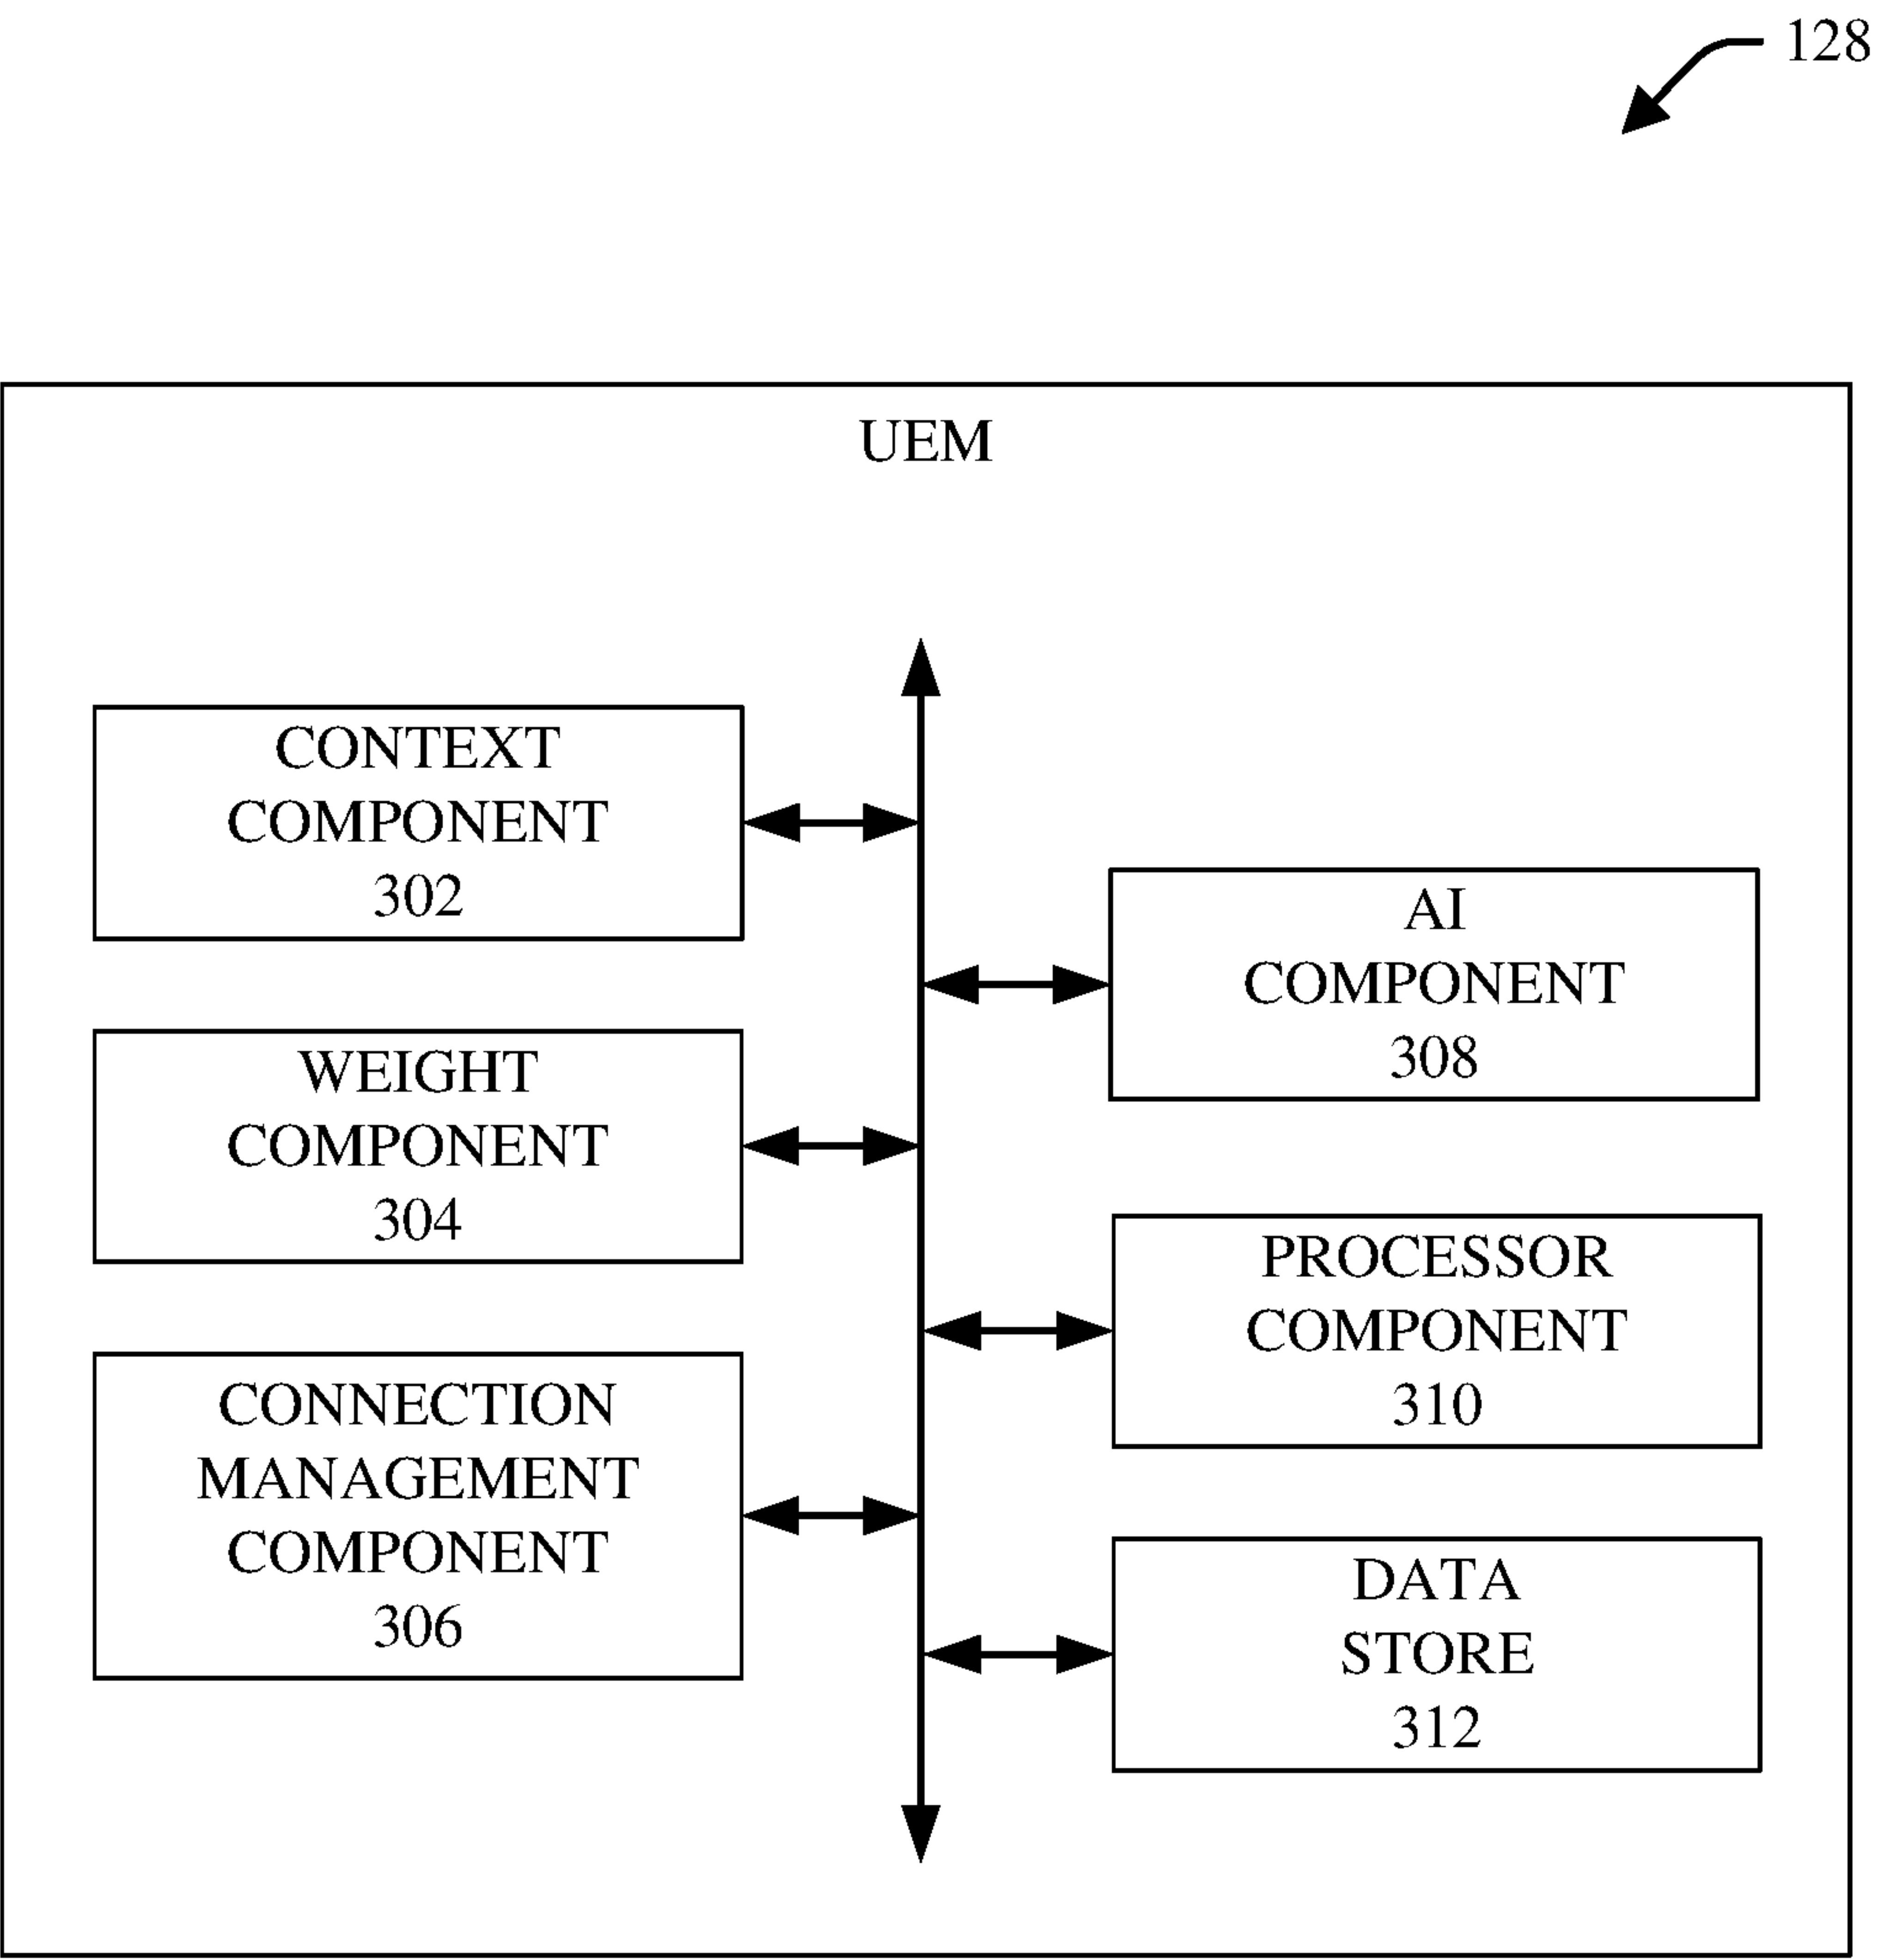 128
UEM
CONTEXT
COMPONENT
302
WEIGHT
COMPONENT
304
CONNECTION
MANAGEMENT
COMPONENT
306
AI
COMPONENT
308
PROCESSOR
COMPONENT
310
DATA
STORE
312